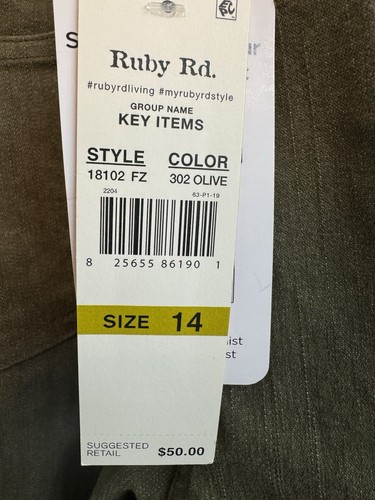 Ruby Rd.
#rubyrdliving #myrubyrdstyle
GROUP NAME
KEY ITEMS
STYLE COLOR
18102 FZ 302 OLIVE
2204 63-P1-19
8 25655 86190 1
SIZE 14
SUGGESTED
RETAIL $50.00